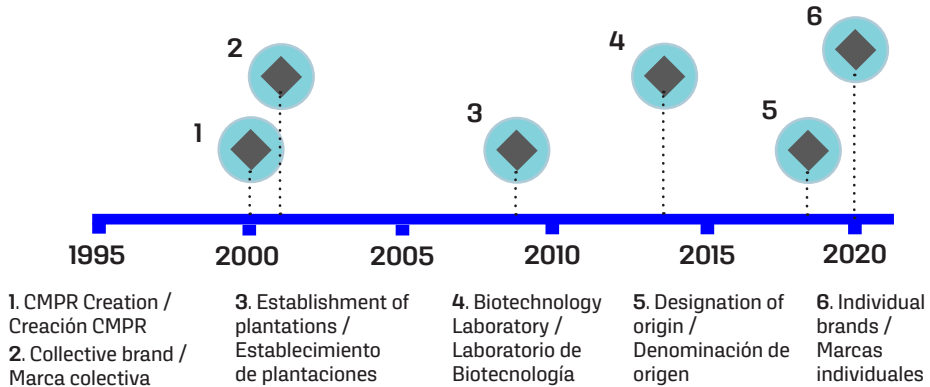 6
2
4
1
3
5
1995
2000
2005
2010
2015
2020
1. CMPR Creation /
Creación CMPR
2. Collective brand /
Marca colectiva
3. Establishment of
plantations /
Establecimiento
de plantaciones
4. Biotechnology
Laboratory /
Laboratorio de
Biotecnología
5. Designation of
origin /
Denominación de
origen
6. Individual
brands /
Marcas
individuales